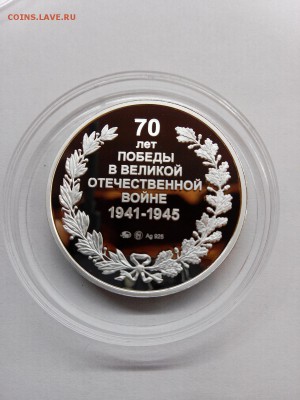 COINS.LAVE.RU
70
ЛЕТ
ПОБЕДЫ
В ВЕЛИКОЙ
ОТЕЧЕСТВЕННОЙ
ВОЙНЕ
1941-1945
Ag 925